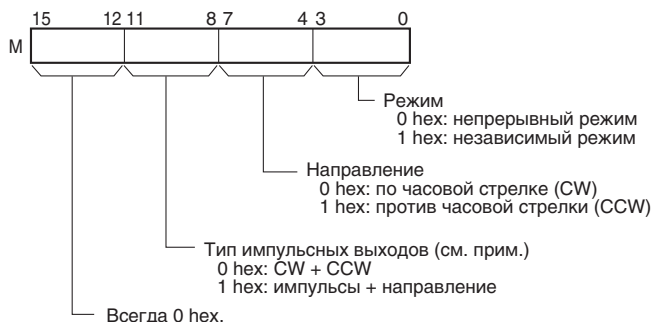 15 12 11 8 7 4 3 0
M
Режим
0 hex: непрерывный режим
1 hex: независимый режим
Направление
0 hex: по часовой стрелке (CW)
1 hex: против часовой стрелки (CCW)
Тип импульсных выходов (см. прим.)
0 hex: CW + CCW
1 hex: импульсы + направление
Всегда 0 hex.